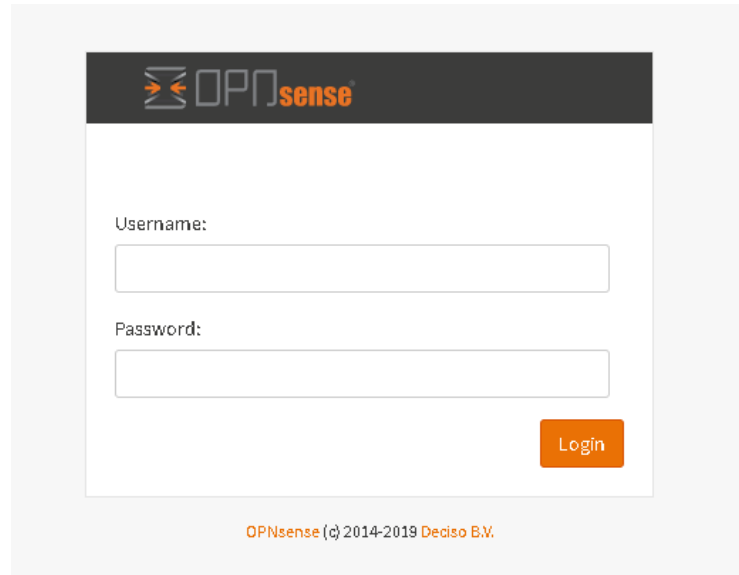 OPNsense
Username:
Password:
Login
OPNsense (c) 2014-2019 Deciso B.V.